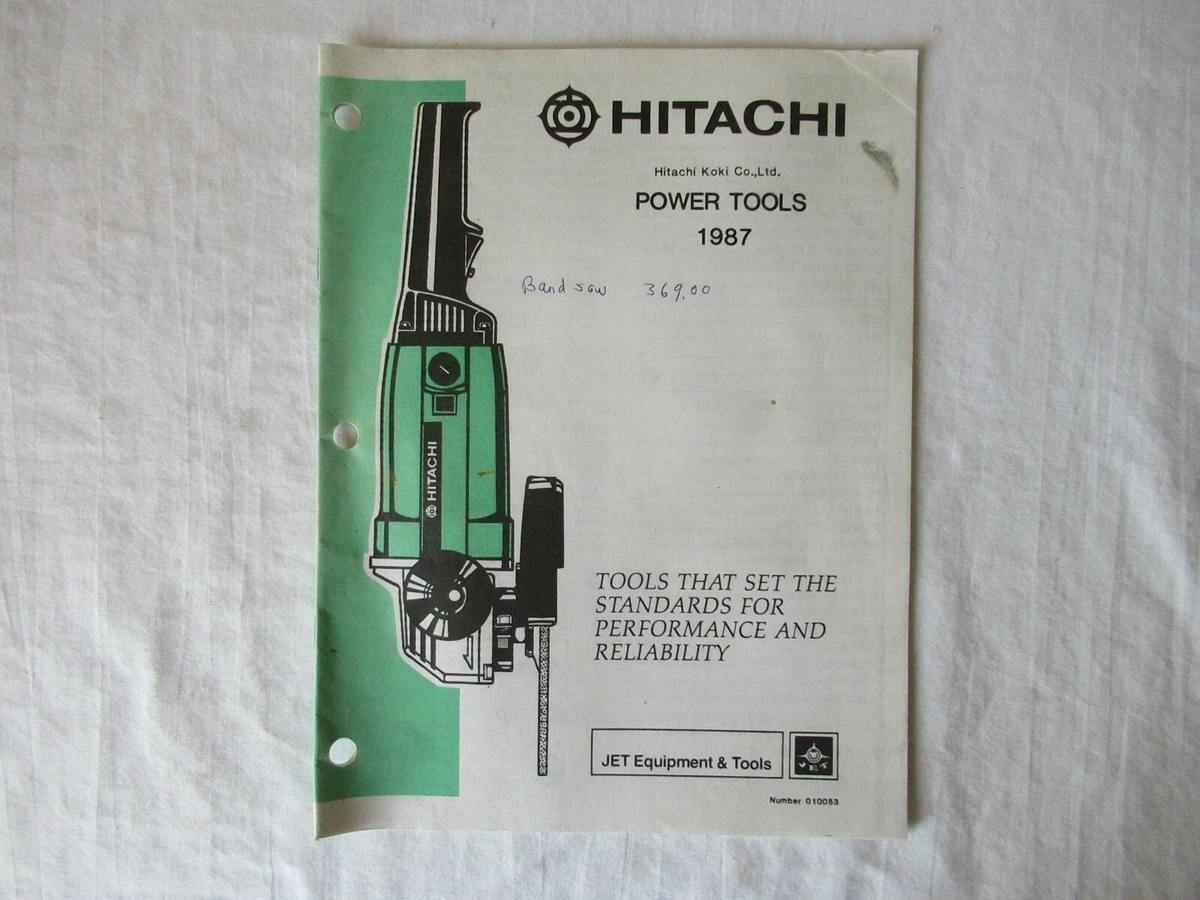 HITACHI
Hitachi Koki Co.,Ltd.
POWER TOOLS
1987
Band saw 369.00
HITACHI
TOOLS THAT SET THE
STANDARDS FOR
PERFORMANCE AND
RELIABILITY
JET Equipment & Tools
JET
Number 010053